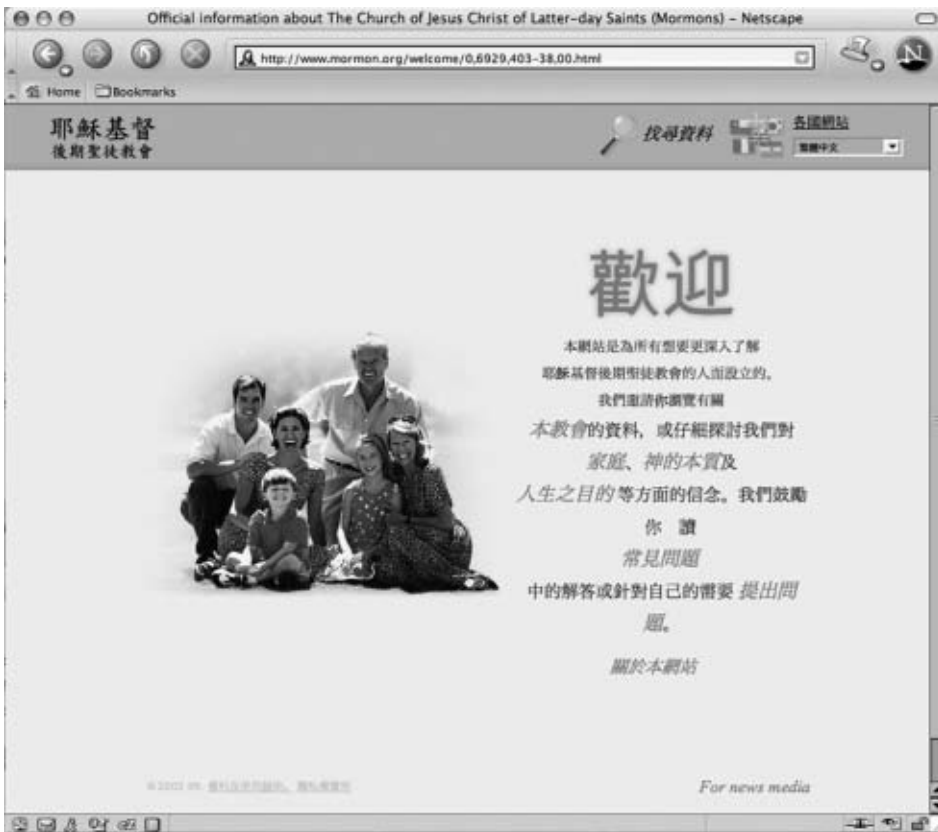 Official information about The Church of Jesus Christ of Latter-day Saints (Mormons) – Netscape
http://www.mormon.org/welcome/0,6929,403-38,00.html
Home Bookmarks
耶穌基督
後期聖徒教會
找尋資料
各國網站
繁體中文
歡迎
本網站是為所有想要更深入了解
耶穌基督後期聖徒教會的人而設立的。
我們邀請你瀏覽有關
本教會的資料，或仔細探討我們對
家庭、神的本質及
人生之目的 等方面的信念。我們鼓勵
你 讀
常見問題
中的解答或針對自己的需要 提出問
題。
關於本網站
For news media